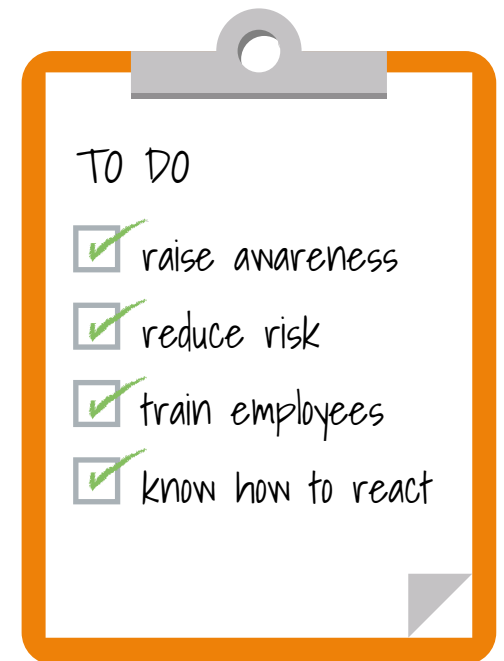 TO DO
raise awareness
reduce risk
train employees
know how to react